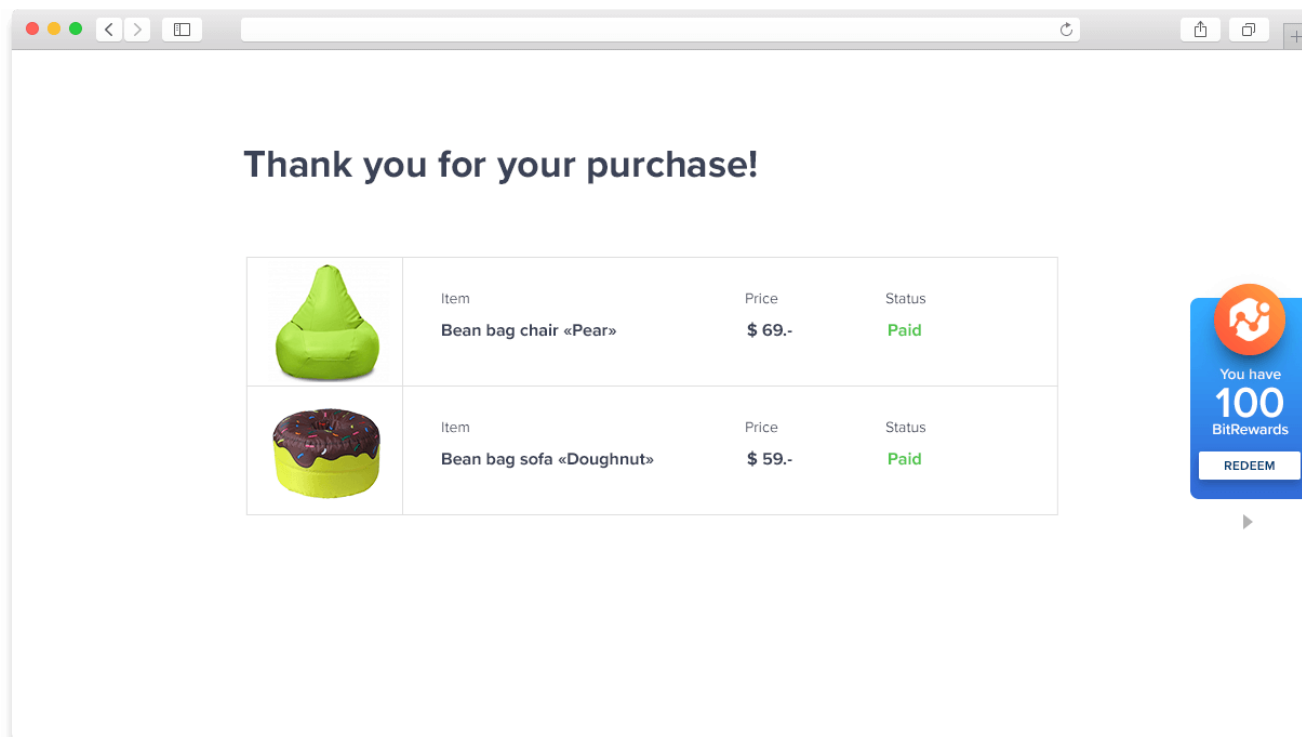 Thank you for your purchase!
Item Price Status
Bean bag chair «Pear» $ 69.- Paid
Item Price Status
Bean bag sofa «Doughnut» $ 59.- Paid
You have
100
BitRewards
REDEEM